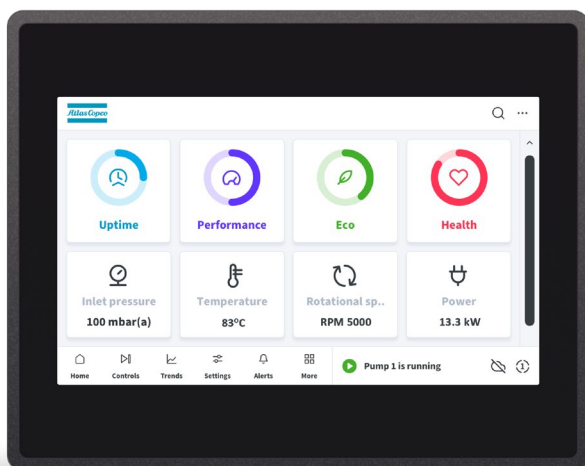 Atlas Copco
Uptime
Performance
Eco
Health
Inlet pressure
100 mbar(a)
Temperature
83°C
Rotational sp..
RPM 5000
Power
13.3 kW
Home
Controls
Trends
Settings
Alerts
More
Pump 1 is running
1